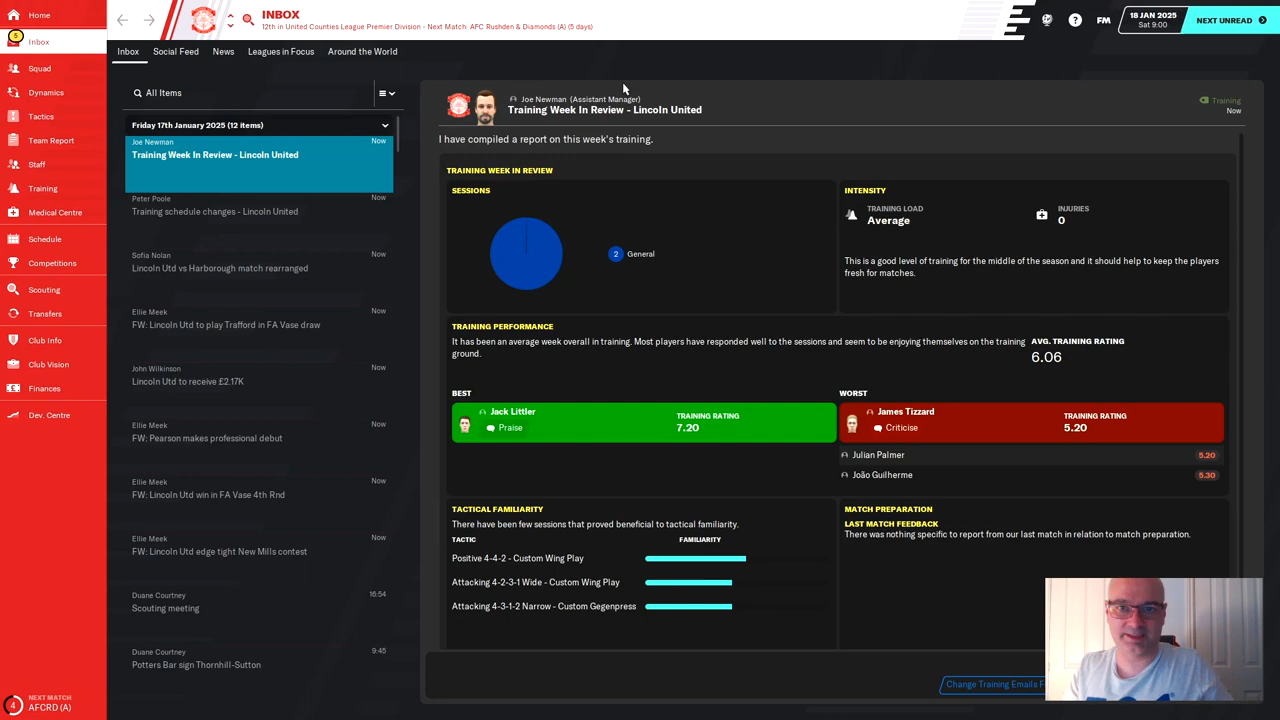 Home
5
Inbox
Squad
Dynamics
Tactics
Team Report
Staff
Training
Medical Centre
Schedule
Competitions
Scouting
Transfers
Club Info
Club Vision
Finances
Dev. Centre
4
NEXT MATCH
AFCRD (A)
INBOX
12th in United Counties League Premier Division - Next Match: AFC Rushden & Diamonds (A) (5 days)
?
FM
18 JAN 2025
Sat 9:00
NEXT UNREAD
Inbox
Social Feed
News
Leagues in Focus
Around the World
All Items
Friday 17th January 2025 (12 items)
Joe Newman
Now
Training Week In Review - Lincoln United
Peter Poole
Now
Training schedule changes - Lincoln United
Sofia Nolan
Now
Lincoln Utd vs Harborough match rearranged
Ellie Meek
Now
FW: Lincoln Utd to play Trafford in FA Vase draw
John Wilkinson
Now
Lincoln Utd to receive £2.17K
Ellie Meek
Now
FW: Pearson makes professional debut
Ellie Meek
Now
FW: Lincoln Utd win in FA Vase 4th Rnd
Ellie Meek
Now
FW: Lincoln Utd edge tight New Mills contest
Duane Courtney
16:54
Scouting meeting
Duane Courtney
9:45
Potters Bar sign Thornhill-Sutton
Joe Newman (Assistant Manager)
Training Week In Review - Lincoln United
Training
Now
I have compiled a report on this week's training.
TRAINING WEEK IN REVIEW
SESSIONS
2 General
INTENSITY
TRAINING LOAD
Average
INJURIES
0
This is a good level of training for the middle of the season and it should help to keep the players
fresh for matches.
TRAINING PERFORMANCE
It has been an average week overall in training. Most players have responded well to the sessions and seem to be enjoying themselves on the training
ground.
AVG. TRAINING RATING
6.06
BEST
Jack Littler
Praise
TRAINING RATING
7.20
WORST
James Tizzard
Criticise
TRAINING RATING
5.20
Julian Palmer
5.20
João Guilherme
5.30
TACTICAL FAMILIARITY
There have been few sessions that proved beneficial to tactical familiarity.
TACTIC
FAMILIARITY
Positive 4-4-2 - Custom Wing Play
Attacking 4-2-3-1 Wide - Custom Wing Play
Attacking 4-3-1-2 Narrow - Custom Gegenpress
MATCH PREPARATION
LAST MATCH FEEDBACK
There was nothing specific to report from our last match in relation to match preparation.
Change Training Emails